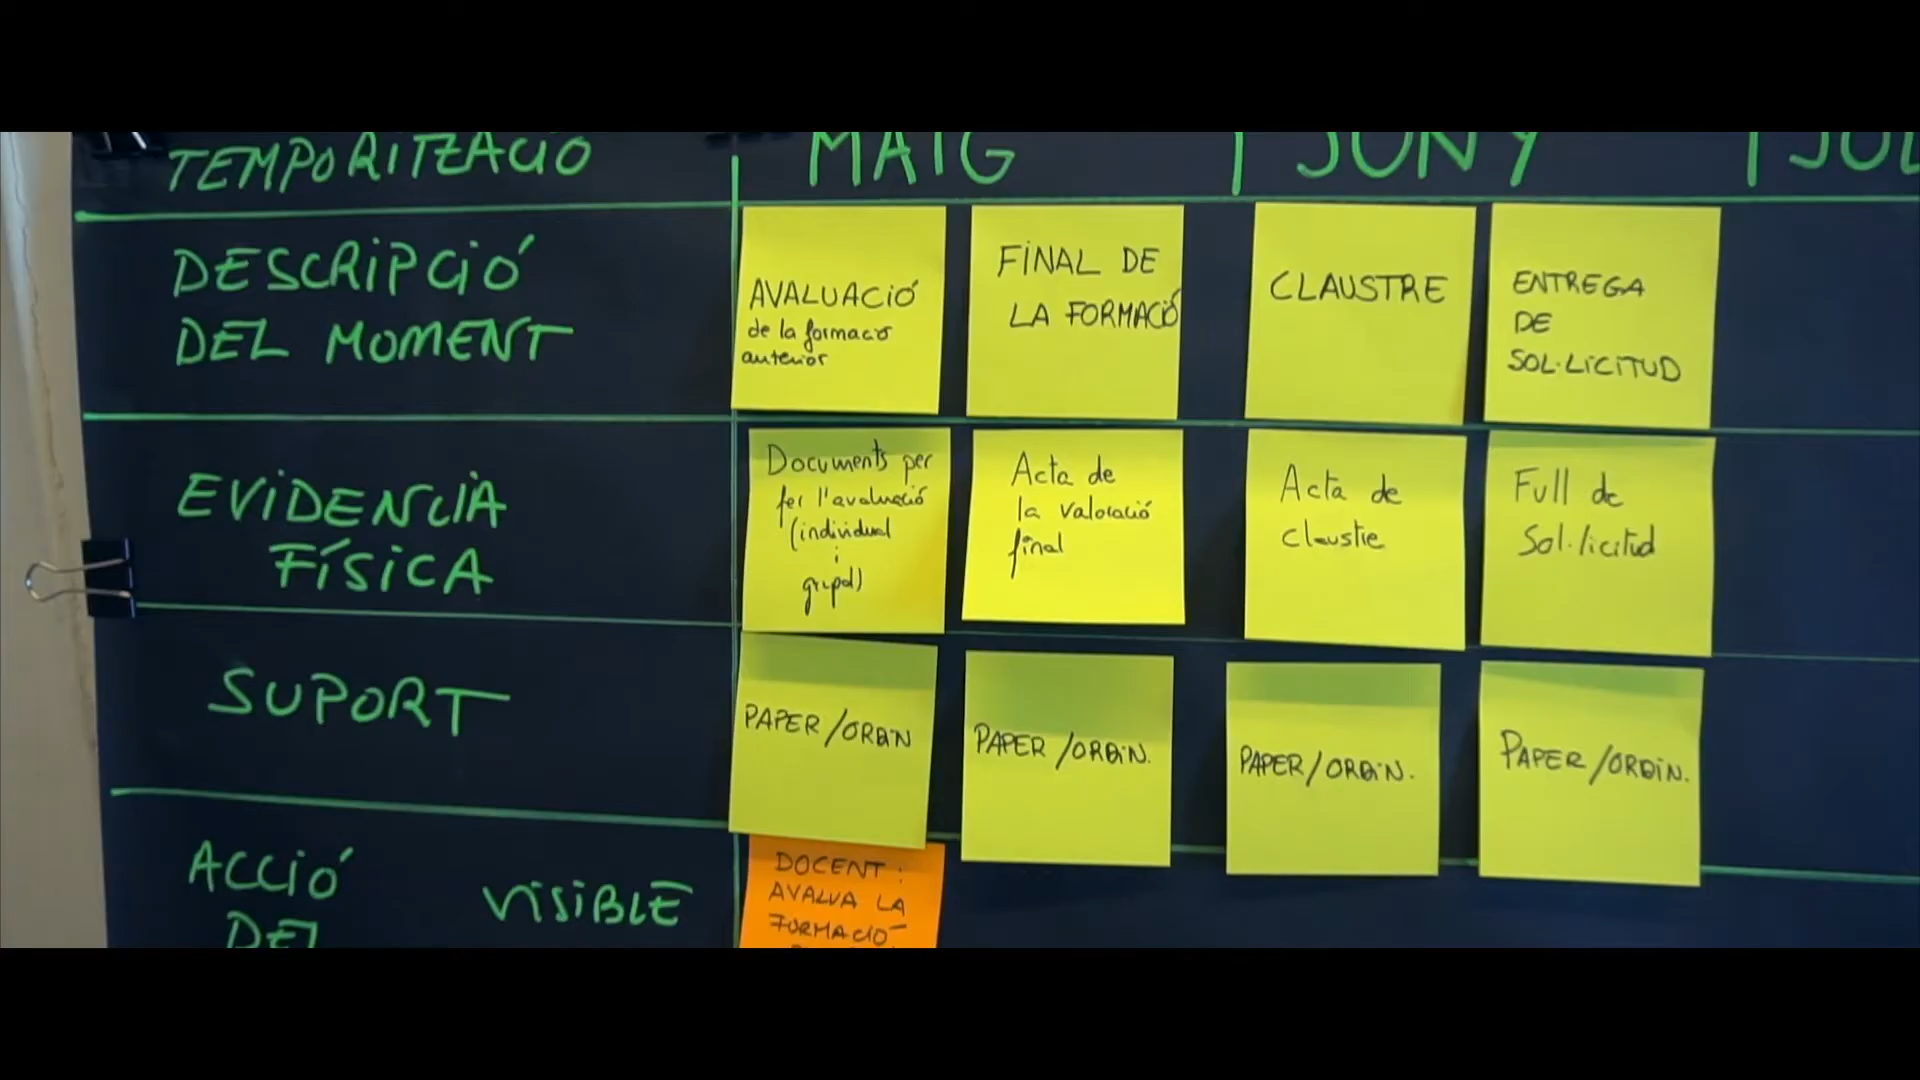 TEMPORITZACIÓ
MAIG
JUNY
DESCRIPCIÓ
DEL MOMENT
AVALUACIÓ
de la formació
anterior
FINAL DE
LA FORMACIÓ
CLAUSTRE
ENTREGA
DE
SOL·LICITUD
EVIDENCIA
FÍSICA
Documents per
fer l'avaluació
(individual
i
grupal)
Acta de
la valoració
final
Acta de
claustre
Full de
Sol·licitud
SUPORT
PAPER/ORDIN
PAPER/ORDIN.
PAPER/ORDIN.
PAPER/ORDIN.
ACCIÓ
DEL
VISIBLE
DOCENT:
AVALUA LA
FORMACIÓ